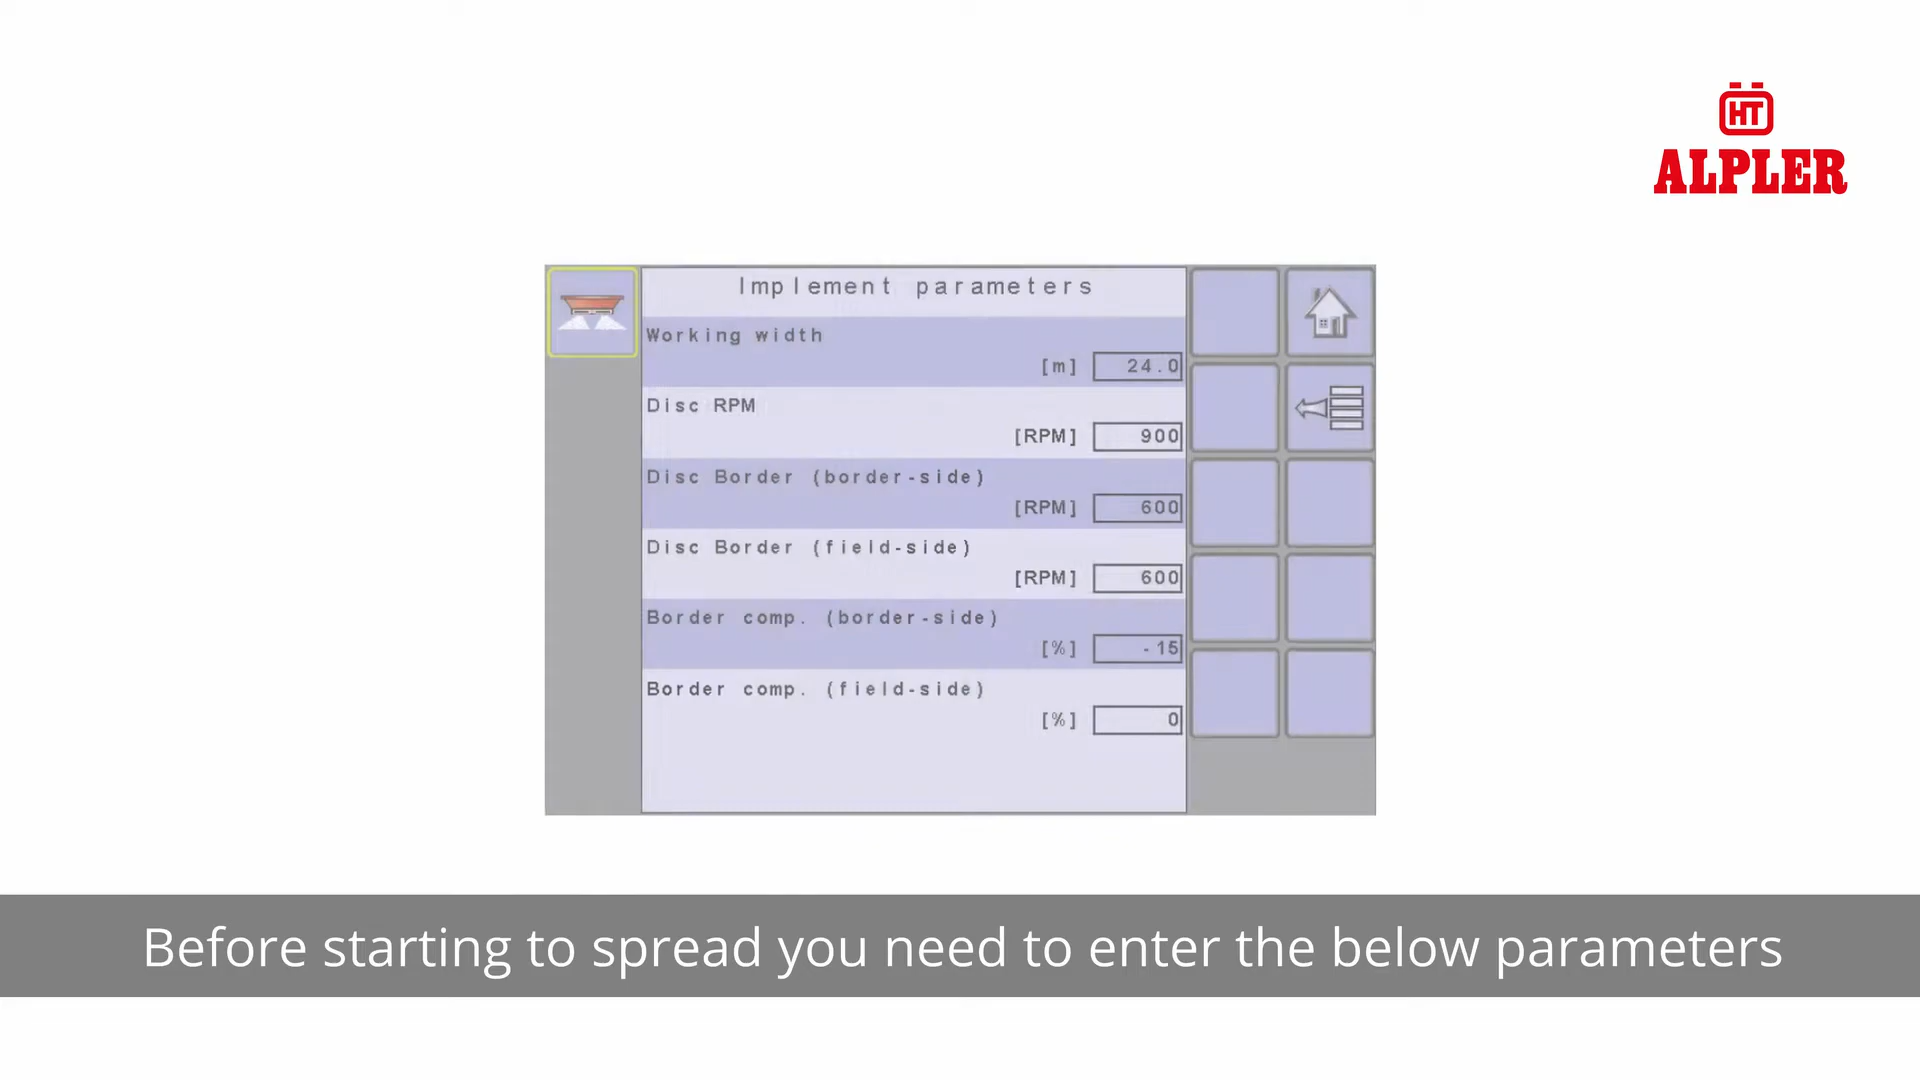 HT
ALPLER
Implement parameters
Working width
[m] 24.0
Disc RPM
[RPM] 900
Disc Border (border-side)
[RPM] 600
Disc Border (field-side)
[RPM] 600
Border comp. (border-side)
[%] -15
Border comp. (field-side)
[%] 0
Before starting to spread you need to enter the below parameters